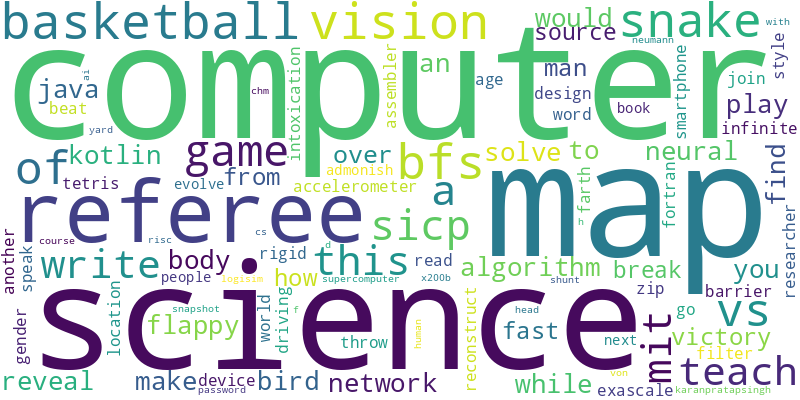 basketball vision snake
would
source
computer
java
beat
chm
ai
yard
intoxication
assembler
an
age
man
design
word
neumann
with
style
smartphone
join
book
play
infinite
of
kotlin
game
over
bfs
solve
to
neural
find
tetris
evolve
from
admonish
accelerometer
a
farth
h
fortran
referee
map
sicp
researcher
another
course
risc
cs
d
speak
write
body
rigid
this
read
algorithm
break
you
people
how
supercomputer
x200b
shunt
zip
barrier
logisim
science
vs
gender
location
flappy
snapshot
world
driving
f
throw
human
reconstruct
head
fast
next
mit
go
victory
filter
reveal
make
device
password
bird
network
von
while
exascale
teach
karanpratapsingh